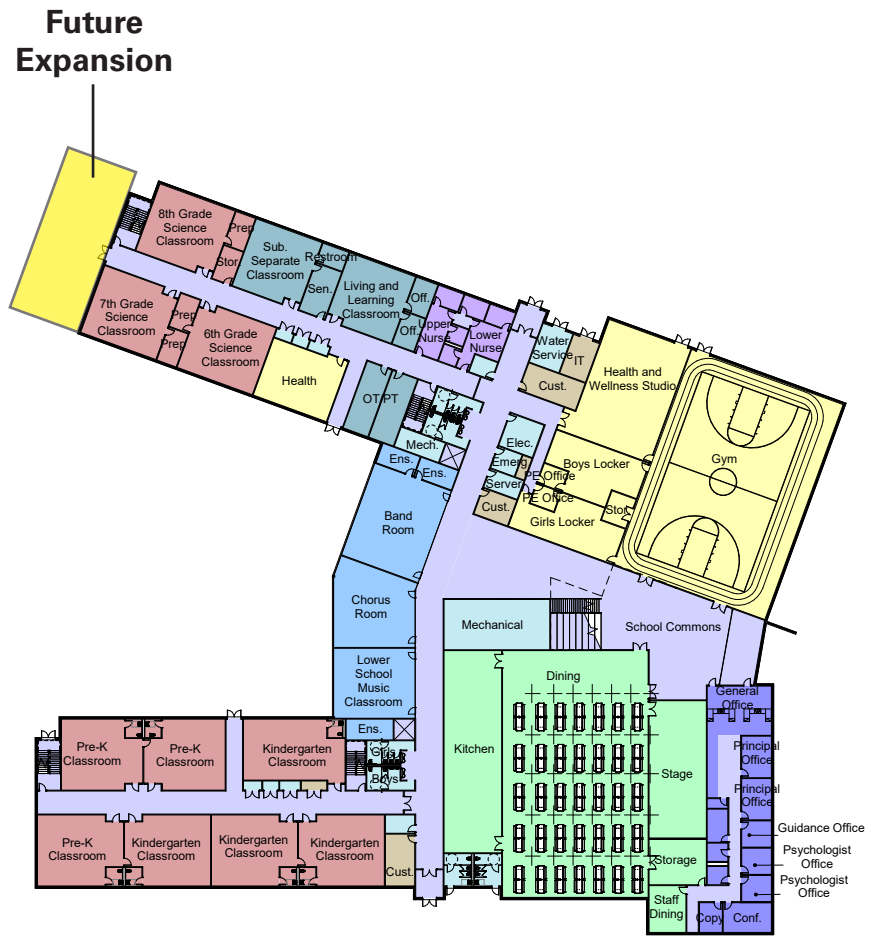 Future
Expansion
8th Grade
Science
Classroom
Prep
Stor.
Sub.
Separate
Classroom
Restroom
Sen.
Living and
Learning
Classroom
Off.
Off.
Upper
Nurse
Lower
Nurse
7th Grade
Science
Classroom
Prep
Prep
6th Grade
Science
Classroom
Health
OT/PT
Mech.
Water
Service
IT
Cust.
Health and
Wellness Studio
Gym
Elec.
Emerg.
Server
Cust.
PE Office
PE Office
Boys Locker
Girls Locker
Stor.
Ens.
Ens.
Band
Room
Chorus
Room
Lower
School
Music
Classroom
Ens.
Mechanical
School Commons
Dining
Kitchen
Stage
Storage
Staff
Dining
General
Office
Principal
Office
Principal
Office
Guidance Office
Psychologist
Office
Psychologist
Office
Copy
Conf.
Pre-K
Classroom
Pre-K
Classroom
Kindergarten
Classroom
Girls
Boys
Pre-K
Classroom
Kindergarten
Classroom
Kindergarten
Classroom
Kindergarten
Classroom
Cust.